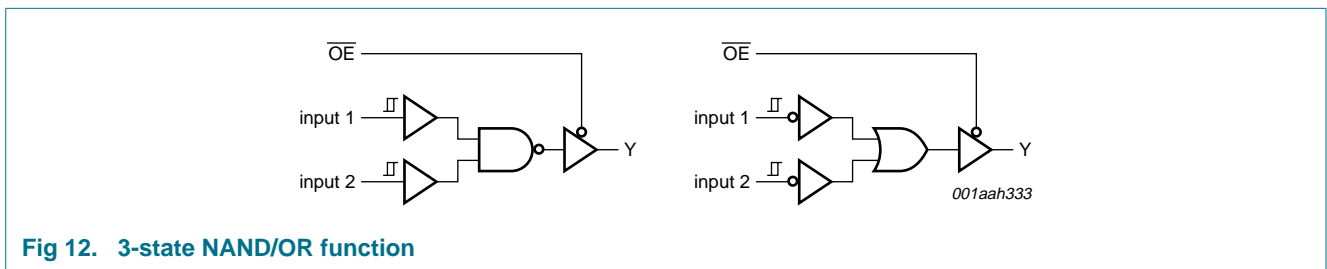 OE
input 1
input 2
Y
OE
input 1
input 2
Y
001aah333
Fig 12. 3-state NAND/OR function